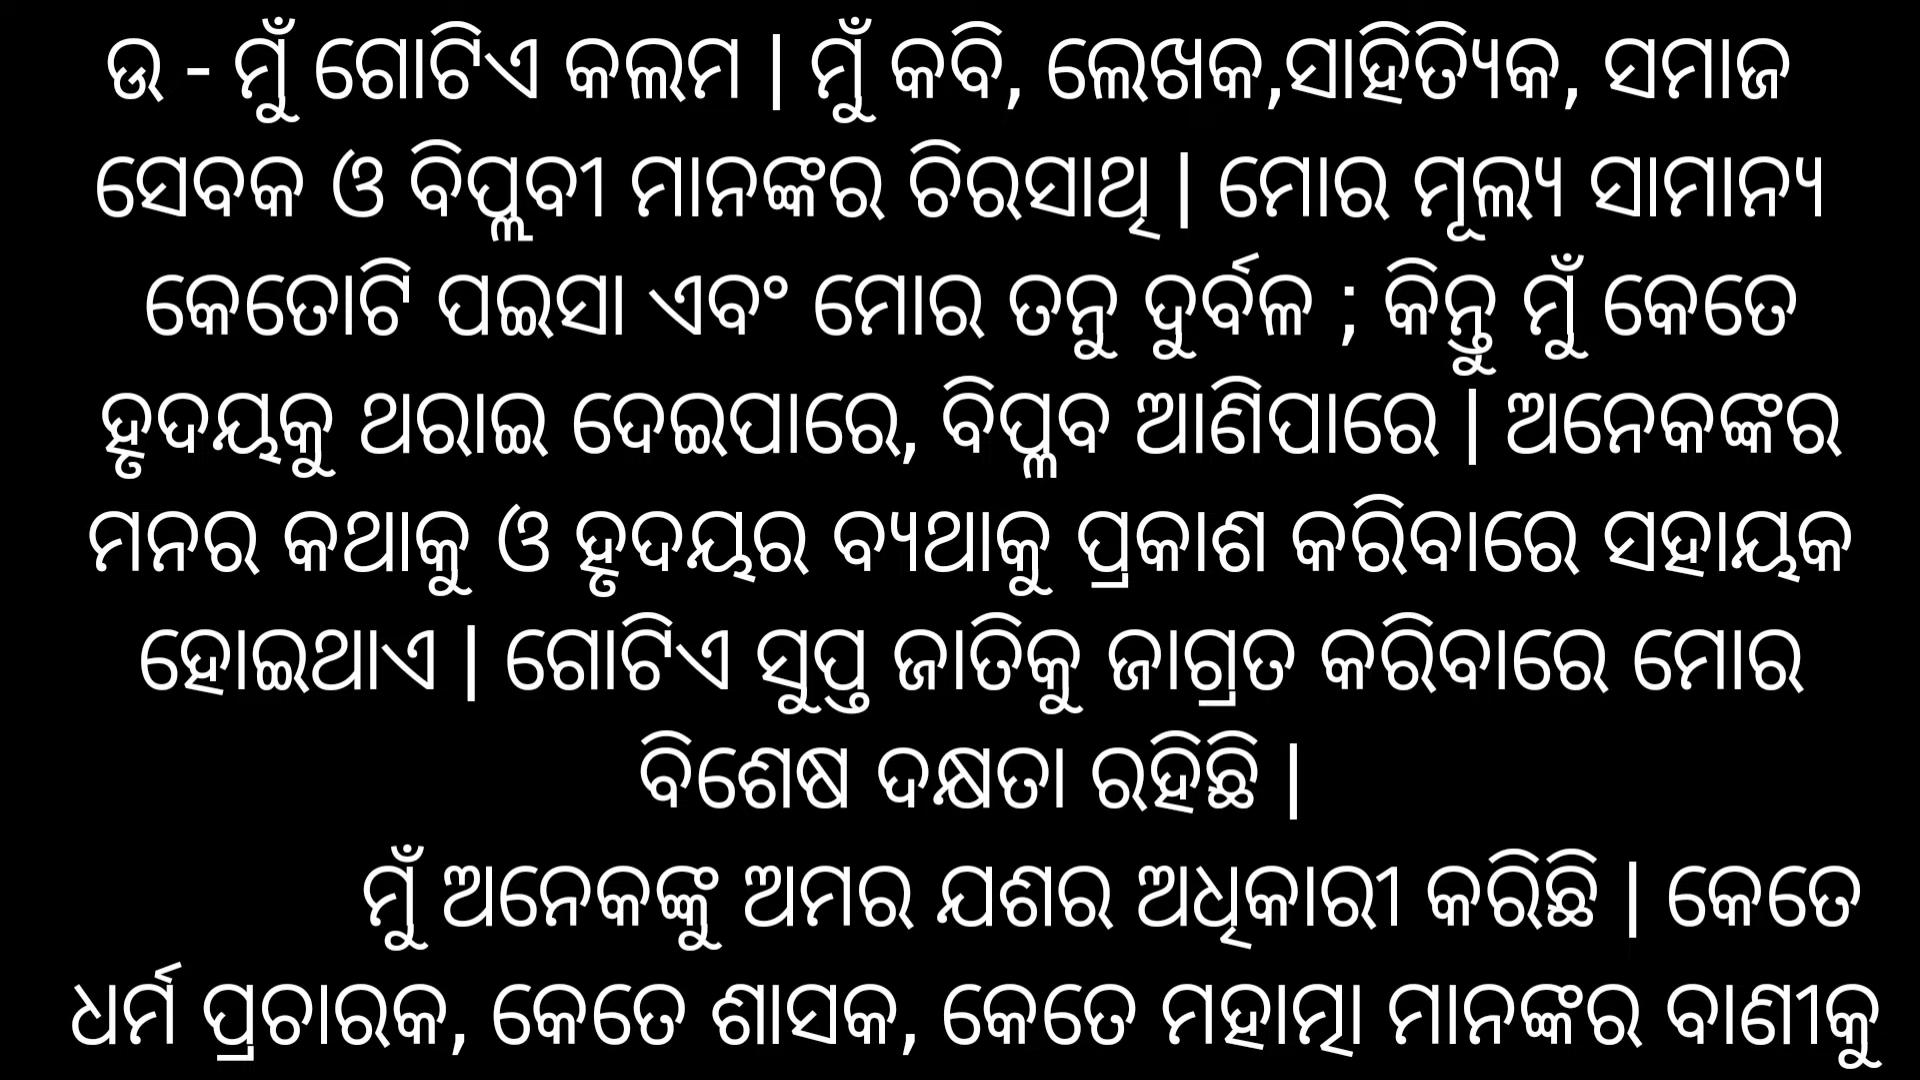 ଉ - ମୁଁ ଗୋଟିଏ କଲମ | ମୁଁ କବି, ଲେଖକ,ସାହିତ୍ୟିକ, ସମାଜ
ସେବକ ଓ ବିପ୍ଲବୀ ମାନଙ୍କର ଚିରସାଥି | ମୋର ମୂଲ୍ୟ ସାମାନ୍ୟ
କେତୋଟି ପଇସା ଏବଂ ମୋର ତନୁ ଦୁର୍ବଳ ; କିନ୍ତୁ ମୁଁ କେତେ
ହୃଦୟକୁ ଥରାଇ ଦେଇପାରେ, ବିପ୍ଳବ ଆଣିପାରେ | ଅନେକଙ୍କର
ମନର କଥାକୁ ଓ ହୃଦୟର ବ୍ୟଥାକୁ ପ୍ରକାଶ କରିବାରେ ସହାୟକ
ହୋଇଥାଏ | ଗୋଟିଏ ସୁପ୍ତ ଜାତିକୁ ଜାଗ୍ରତ କରିବାରେ ମୋର
ବିଶେଷ ଦକ୍ଷତା ରହିଛି |
ମୁଁ ଅନେକଙ୍କୁ ଅମର ଯଶର ଅଧିକାରୀ କରିଛି | କେତେ
ଧର୍ମ ପ୍ରଚାରକ, କେତେ ଶାସକ, କେତେ ମହାତ୍ମା ମାନଙ୍କର ବାଣୀକୁ